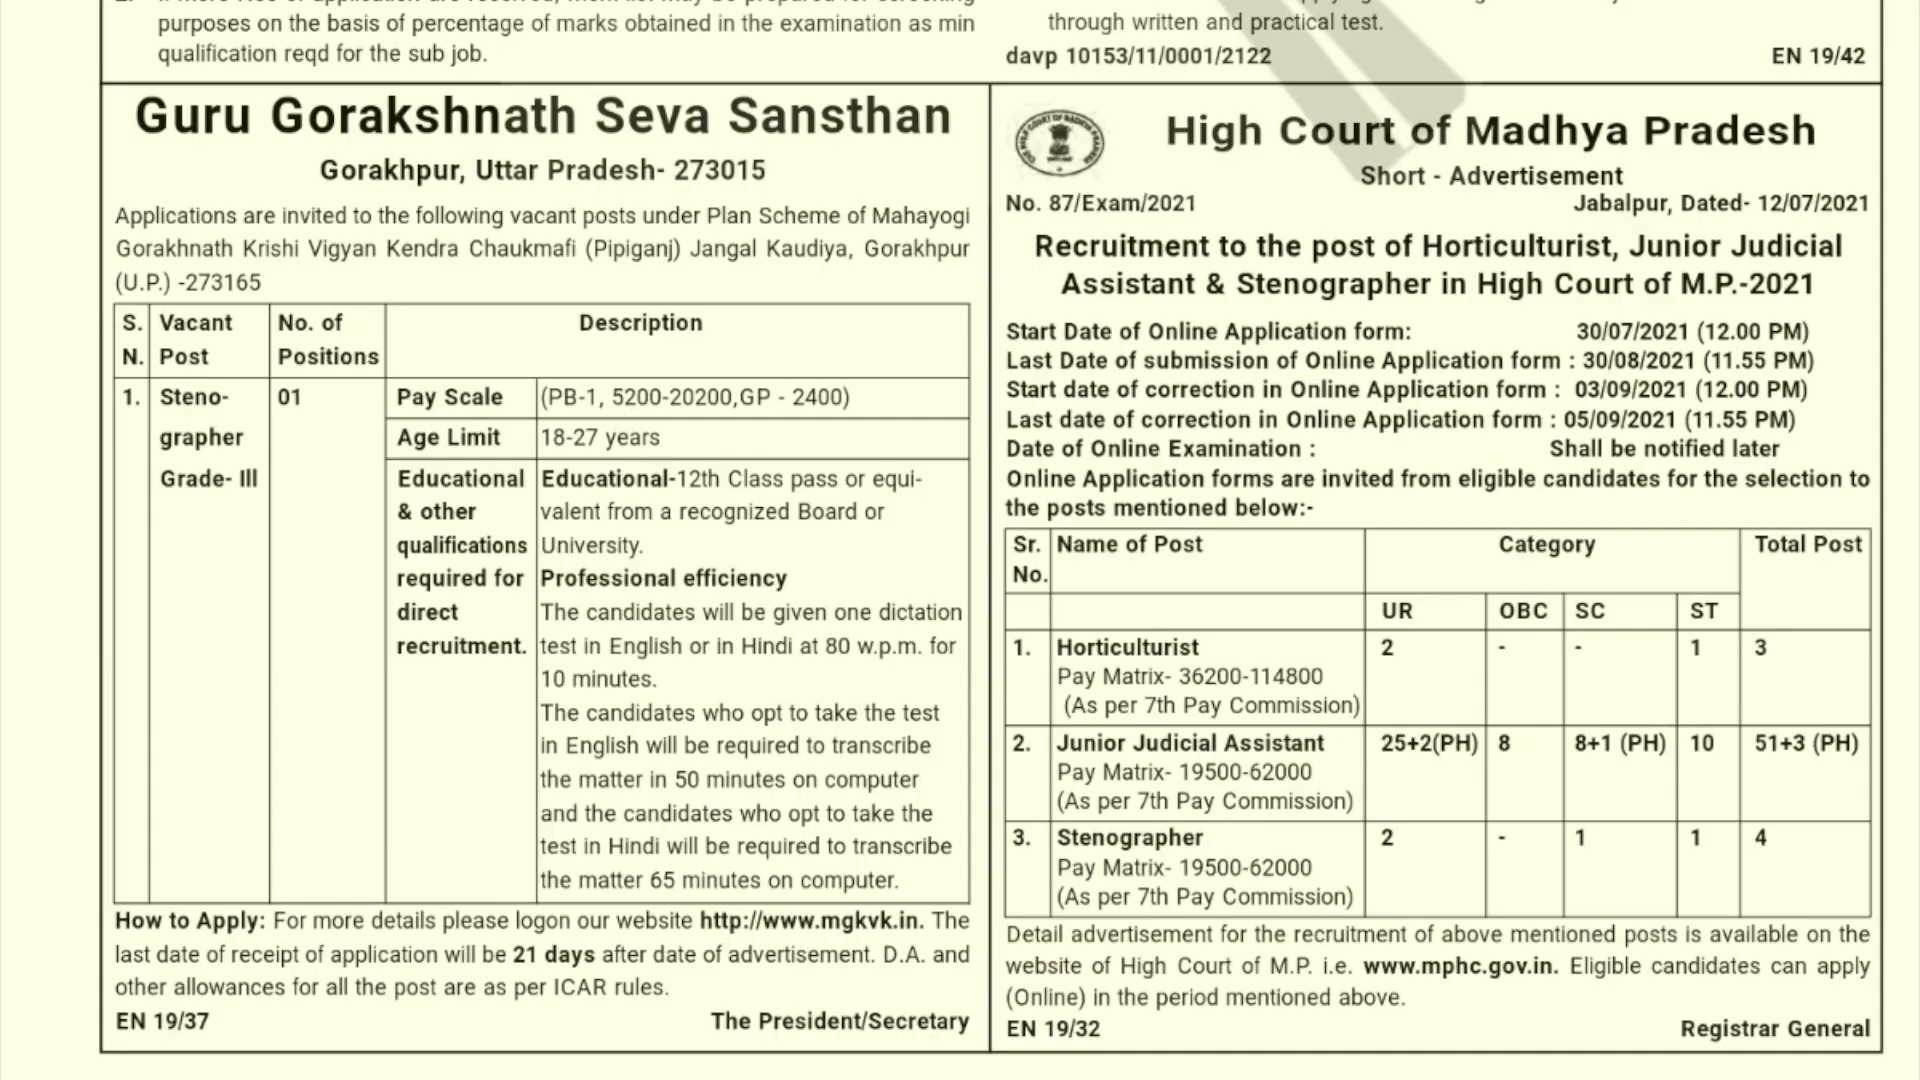 purposes on the basis of percentage of marks obtained in the examination as min
qualification reqd for the sub job.
through written and practical test.
davp 10153/11/0001/2122 EN 19/42
Guru Gorakshnath Seva Sansthan
Gorakhpur, Uttar Pradesh- 273015
Applications are invited to the following vacant posts under Plan Scheme of Mahayogi
Gorakhnath Krishi Vigyan Kendra Chaukmafi (Pipiganj) Jangal Kaudiya, Gorakhpur
(U.P.) -273165
S. Vacant No. of Description
N. Post Positions
1. Steno- 01 Pay Scale (PB-1, 5200-20200,GP - 2400)
grapher Age Limit 18-27 years
Grade- III Educational Educational-12th Class pass or equi-
& other valent from a recognized Board or
qualifications University.
required for Professional efficiency
direct The candidates will be given one dictation
recruitment. test in English or in Hindi at 80 w.p.m. for
10 minutes.
The candidates who opt to take the test
in English will be required to transcribe
the matter in 50 minutes on computer
and the candidates who opt to take the
test in Hindi will be required to transcribe
the matter 65 minutes on computer.
How to Apply: For more details please logon our website http://www.mgkvk.in. The
last date of receipt of application will be 21 days after date of advertisement. D.A. and
other allowances for all the post are as per ICAR rules.
EN 19/37 The President/Secretary
High Court of Madhya Pradesh
Short - Advertisement
No. 87/Exam/2021 Jabalpur, Dated- 12/07/2021
Recruitment to the post of Horticulturist, Junior Judicial
Assistant & Stenographer in High Court of M.P.-2021
Start Date of Online Application form: 30/07/2021 (12.00 PM)
Last Date of submission of Online Application form : 30/08/2021 (11.55 PM)
Start date of correction in Online Application form : 03/09/2021 (12.00 PM)
Last date of correction in Online Application form : 05/09/2021 (11.55 PM)
Date of Online Examination : Shall be notified later
Online Application forms are invited from eligible candidates for the selection to
the posts mentioned below:-
Sr. Name of Post Category Total Post
No.
UR OBC SC ST
1. Horticulturist 2 - - 1 3
Pay Matrix- 36200-114800
(As per 7th Pay Commission)
2. Junior Judicial Assistant 25+2(PH) 8 8+1 (PH) 10 51+3 (PH)
Pay Matrix- 19500-62000
(As per 7th Pay Commission)
3. Stenographer 2 - 1 1 4
Pay Matrix- 19500-62000
(As per 7th Pay Commission)
Detail advertisement for the recruitment of above mentioned posts is available on the
website of High Court of M.P. i.e. www.mphc.gov.in. Eligible candidates can apply
(Online) in the period mentioned above.
EN 19/32 Registrar General